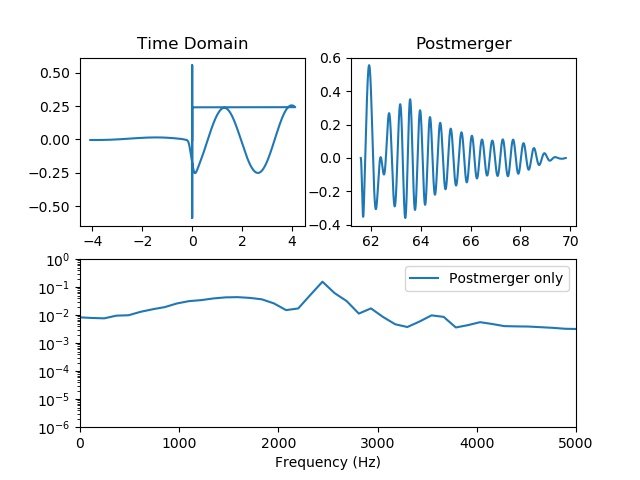 Time Domain
Postmerger
0.50
0.25
0.00
−0.25
−0.50
−4 −2 0 2 4
0.6
0.4
0.2
0.0
−0.2
−0.4
62 64 66 68 70
Postmerger only
10⁰
10⁻¹
10⁻²
10⁻³
10⁻⁴
10⁻⁵
10⁻⁶
0 1000 2000 3000 4000 5000
Frequency (Hz)